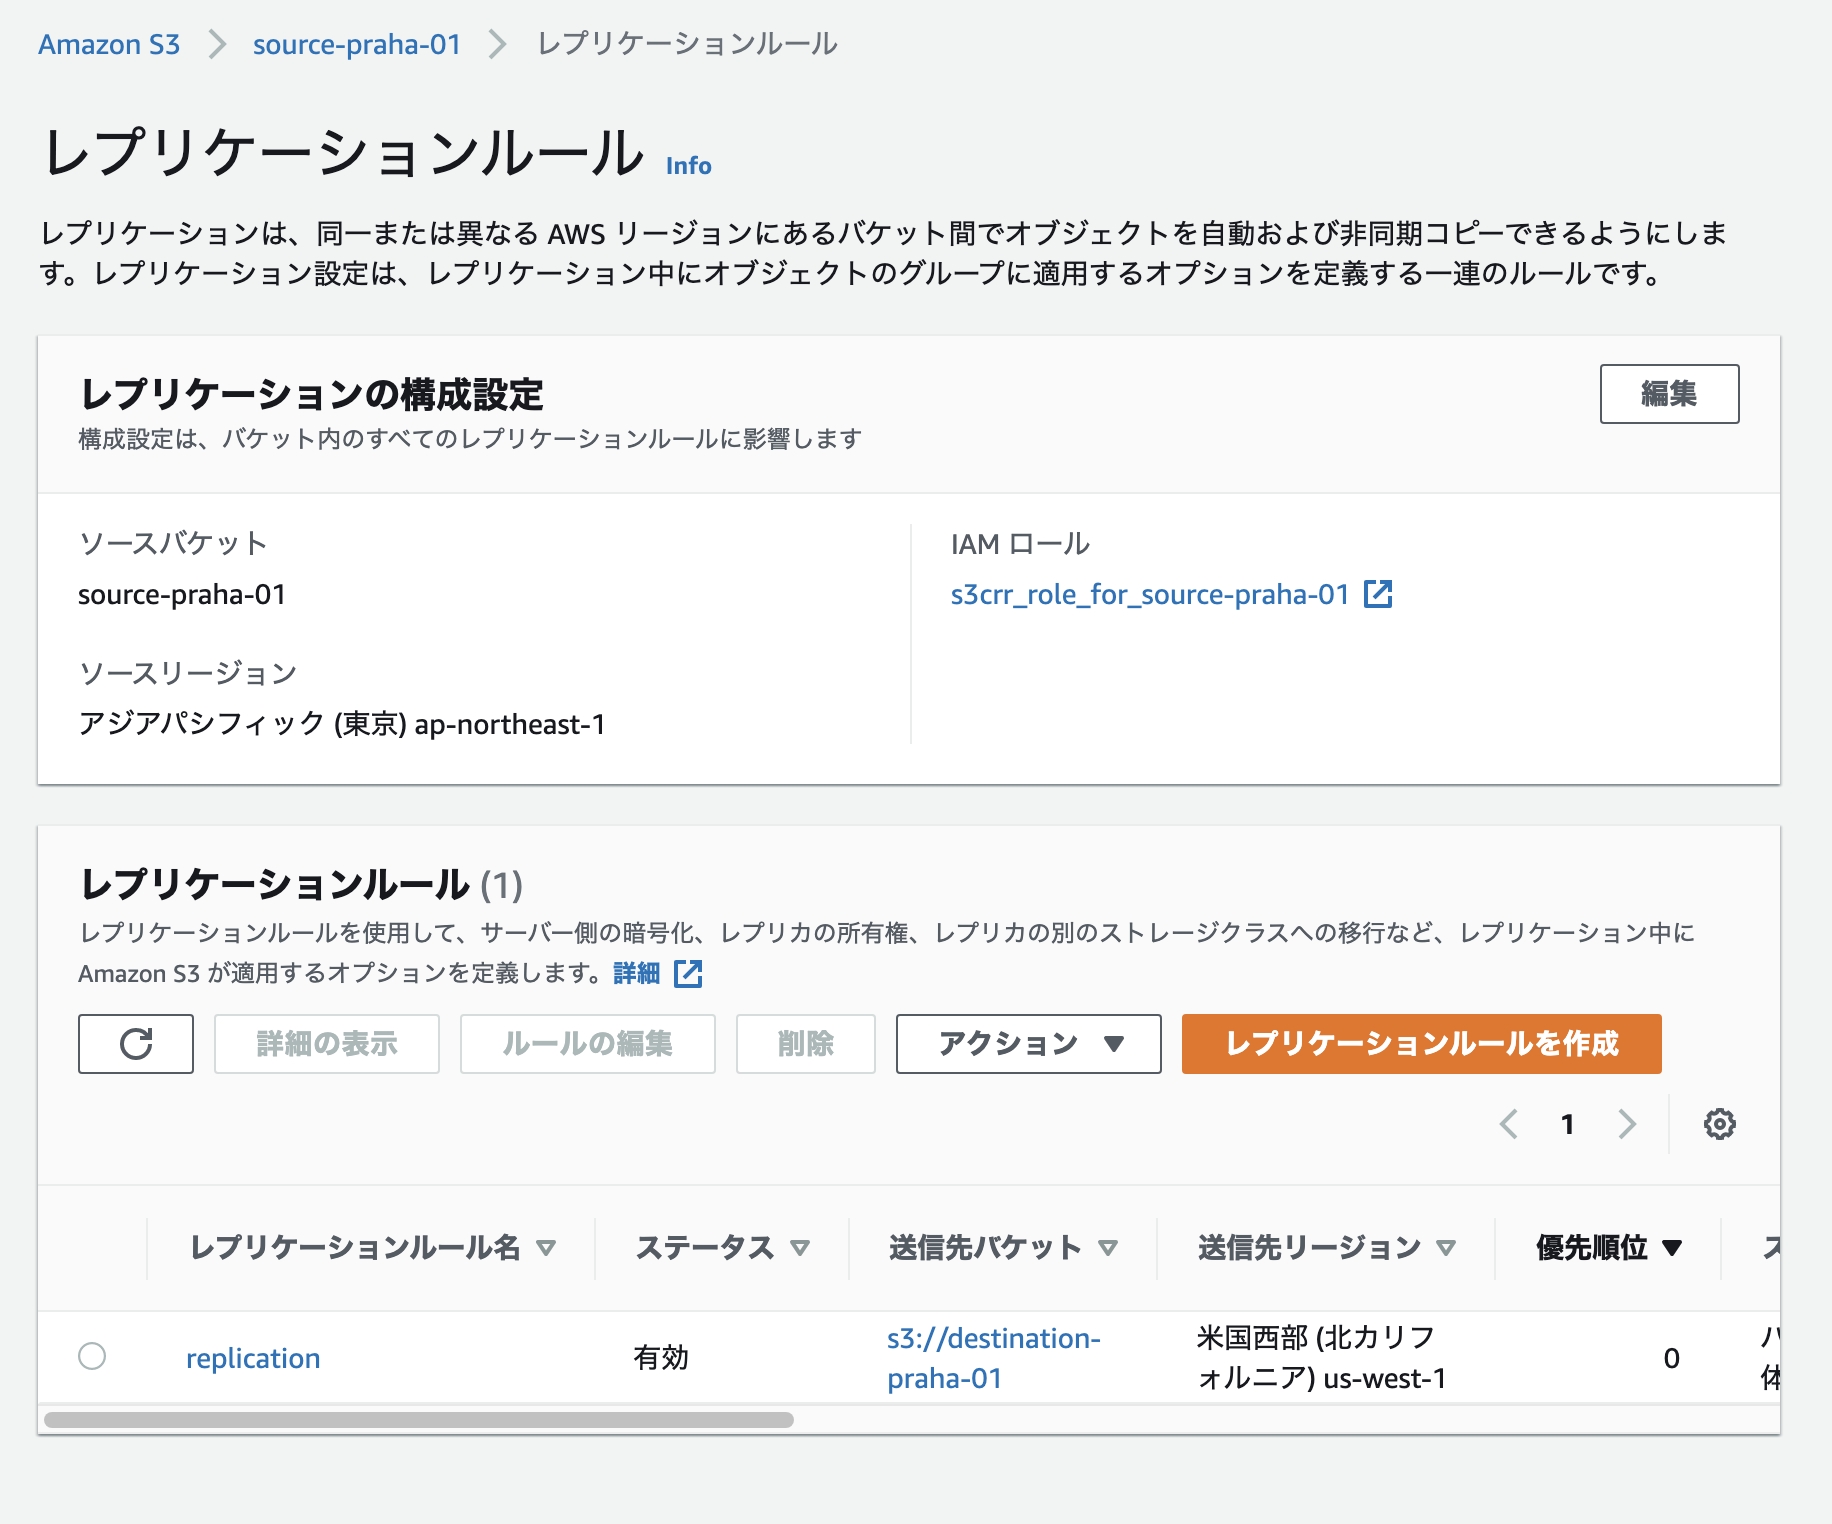 Amazon S3 > source-praha-01 > レプリケーションルール
レプリケーションルール Info
レプリケーションは、同一または異なる AWS リージョンにあるバケット間でオブジェクトを自動および非同期コピーできるようにしま
す。レプリケーション設定は、レプリケーション中にオブジェクトのグループに適用するオプションを定義する一連のルールです。
レプリケーションの構成設定
編集
構成設定は、バケット内のすべてのレプリケーションルールに影響します
ソースバケット
source-praha-01
ソースリージョン
アジアパシフィック (東京) ap-northeast-1
IAM ロール
s3crr_role_for_source-praha-01
レプリケーションルール (1)
レプリケーションルールを使用して、サーバー側の暗号化、レプリカの所有権、レプリカの別のストレージクラスへの移行など、レプリケーション中に
Amazon S3 が適用するオプションを定義します。詳細
詳細の表示 ルールの編集 削除 アクション ▼ レプリケーションルールを作成
1
レプリケーションルール名 ステータス 送信先バケット 送信先リージョン 優先順位
replication 有効 s3://destination-
praha-01
米国西部 (北カリフ
ォルニア) us-west-1
0